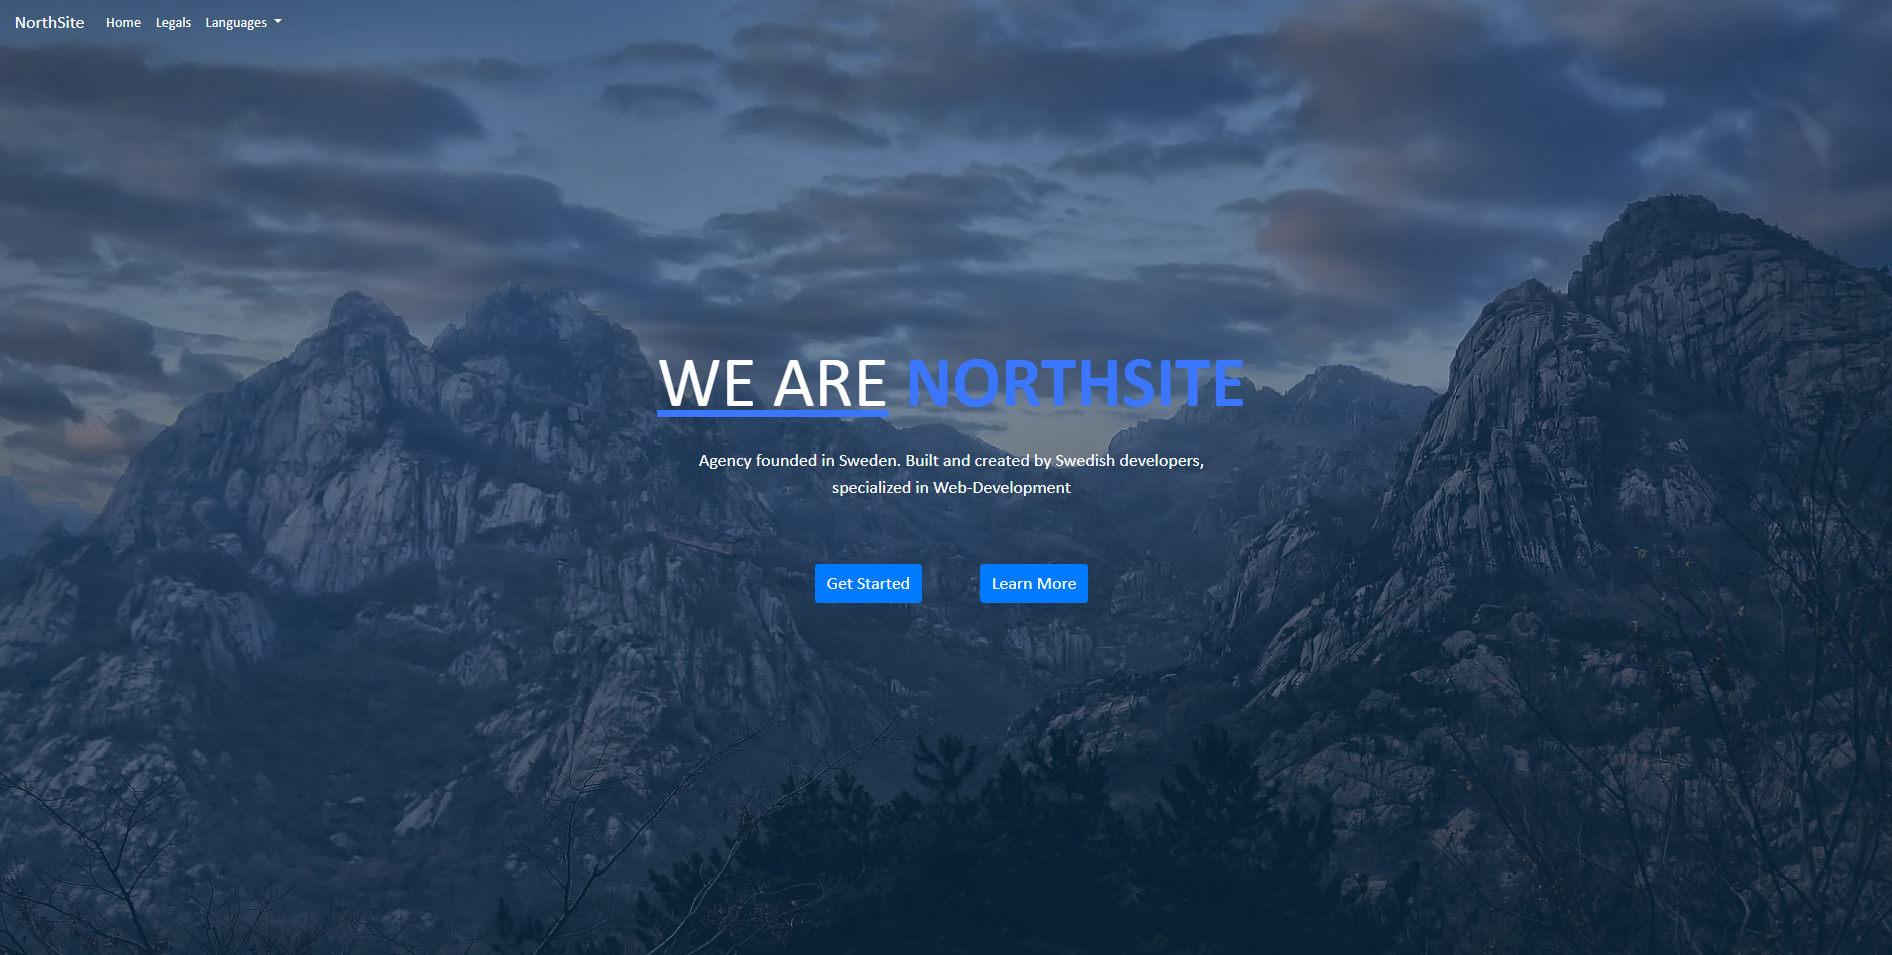 NorthSite Home Legals Languages
WE ARE NORTHSITE
Agency founded in Sweden. Built and created by Swedish developers,
specialized in Web-Development
Get Started Learn More